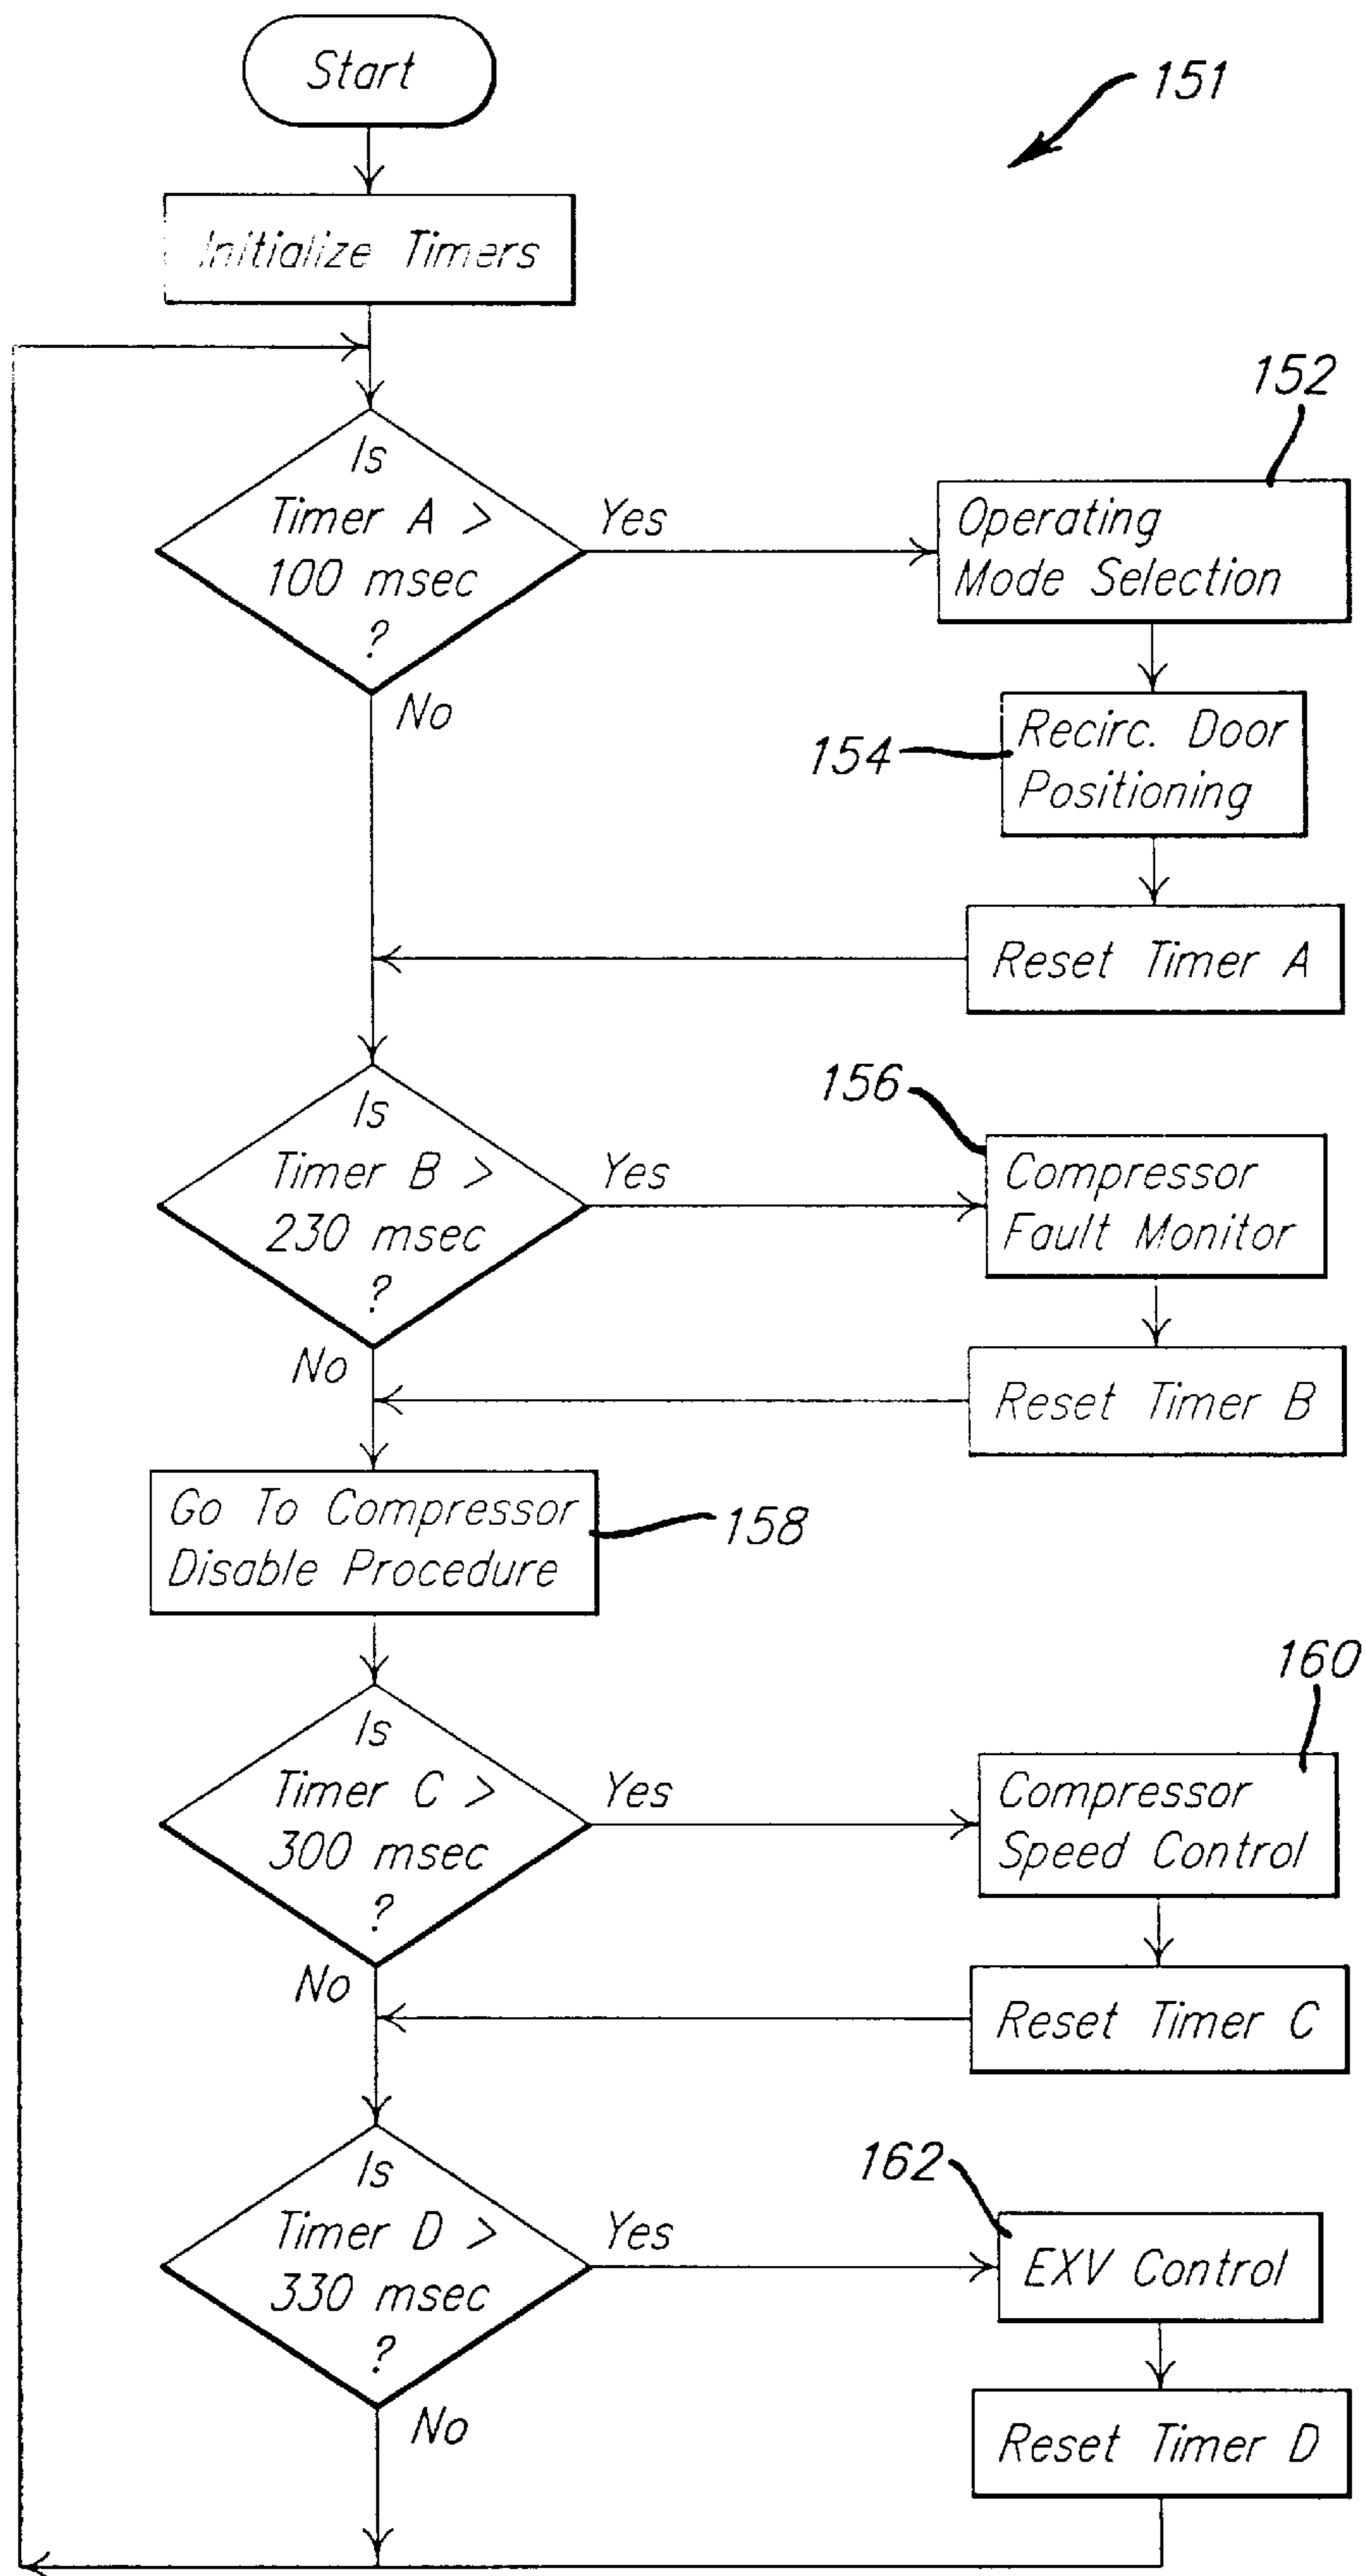 Start
151
Initialize Timers
152
Is
Timer A >
100 msec
?
Yes
No
Operating
Mode Selection
154
Recirc. Door
Positioning
Reset Timer A
156
Is
Timer B >
230 msec
?
Yes
No
Compressor
Fault Monitor
Reset Timer B
Go To Compressor
Disable Procedure
158
160
Is
Timer C >
300 msec
?
Yes
No
Compressor
Speed Control
Reset Timer C
162
Is
Timer D >
330 msec
?
Yes
No
EXV Control
Reset Timer D